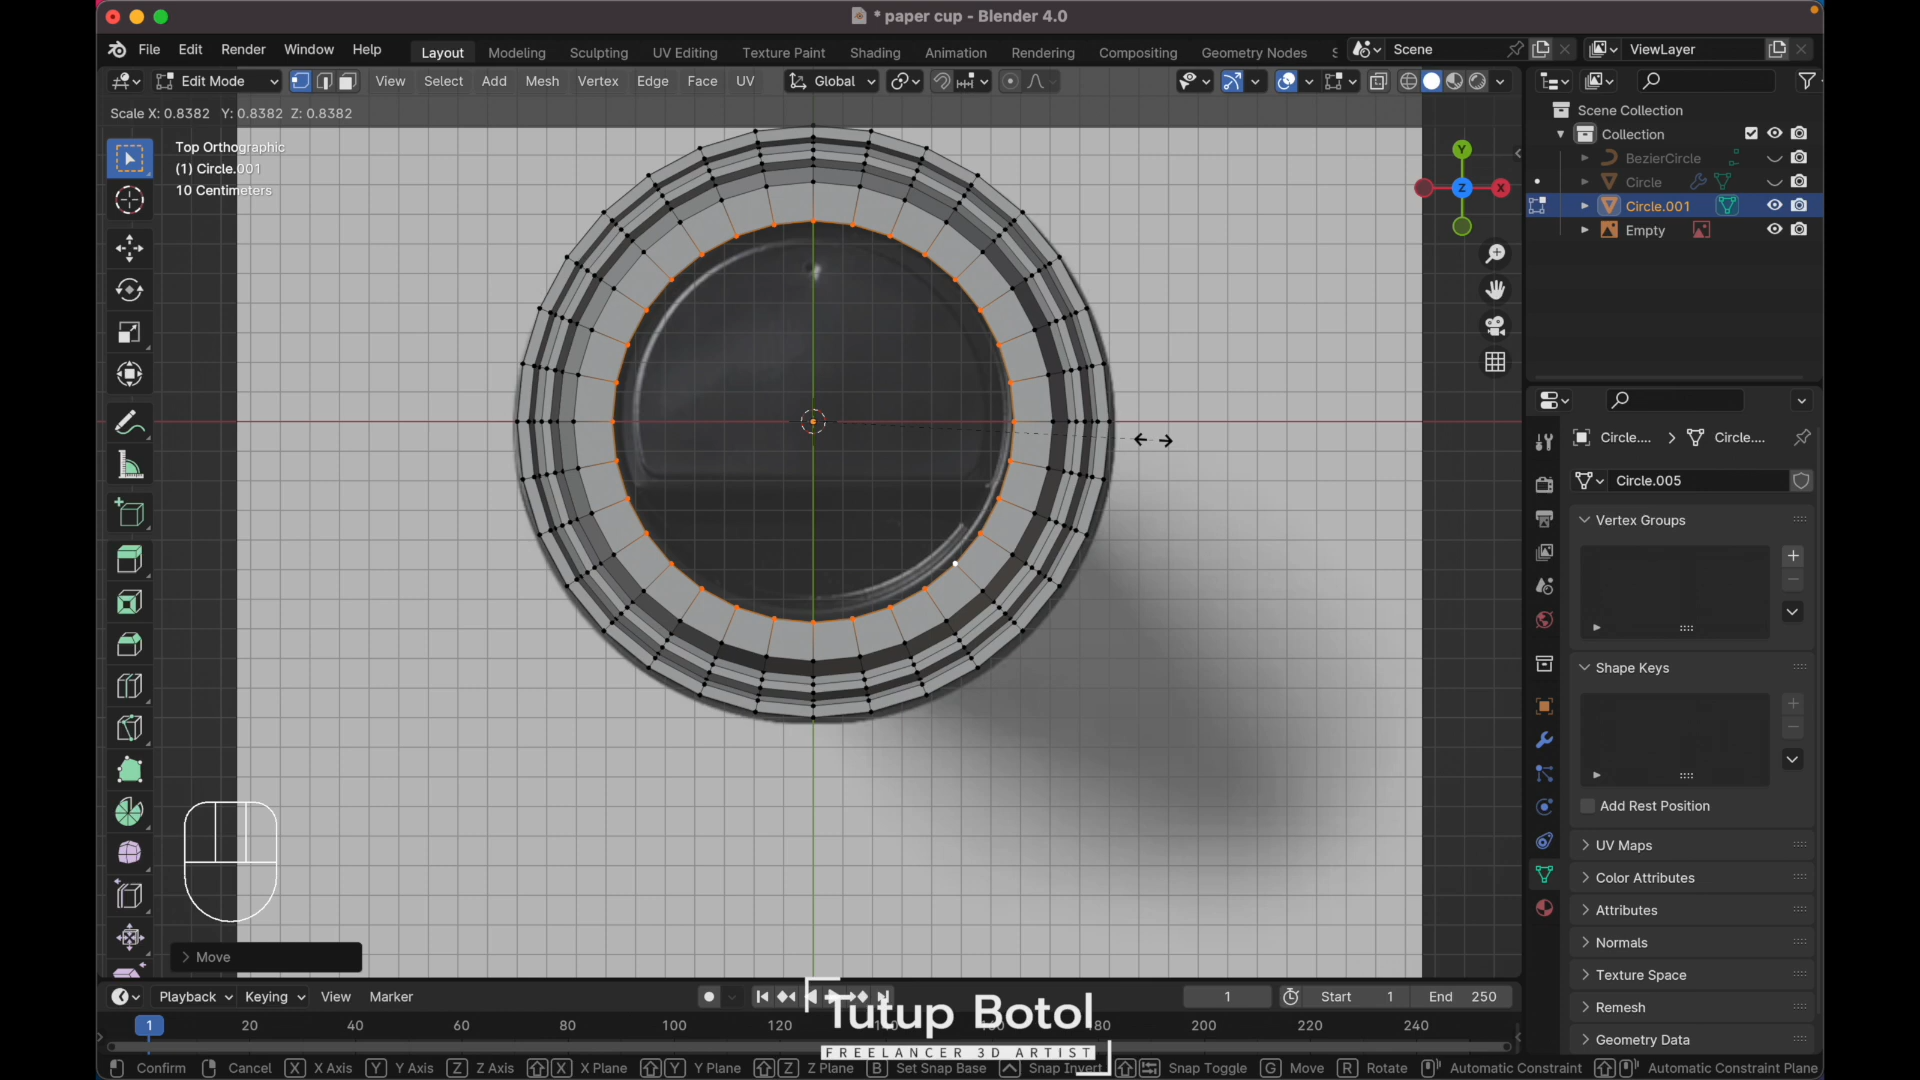 * paper cup - Blender 4.0
File Edit Render Window Help Layout Modeling Sculpting UV Editing Texture Paint Shading Animation Rendering Compositing Geometry Nodes S Scene ViewLayer
Edit Mode View Select Add Mesh Vertex Edge Face UV Global
Scale X: 0.8382 Y: 0.8382 Z: 0.8382
Top Orthographic
(1) Circle.001
10 Centimeters
Y
X
Z
Scene Collection
Collection
BezierCircle
Circle
Circle.001
Empty
Circle.... > Circle....
Circle.005
Vertex Groups
Shape Keys
Add Rest Position
UV Maps
Color Attributes
Attributes
Normals
Texture Space
Remesh
Geometry Data
Move
Playback Keying View Marker 1 Start 1 End 250
1 20 40 60 80 100 120 200 220 240
Tutup Botol
FREELANCER 3D ARTIST
Confirm Cancel X X Axis Y Y Axis Z Z Axis X X Plane Y Y Plane Z Z Plane B Set Snap Base Snap Invert Snap Toggle G Move R Rotate Automatic Constraint Automatic Constraint Plane